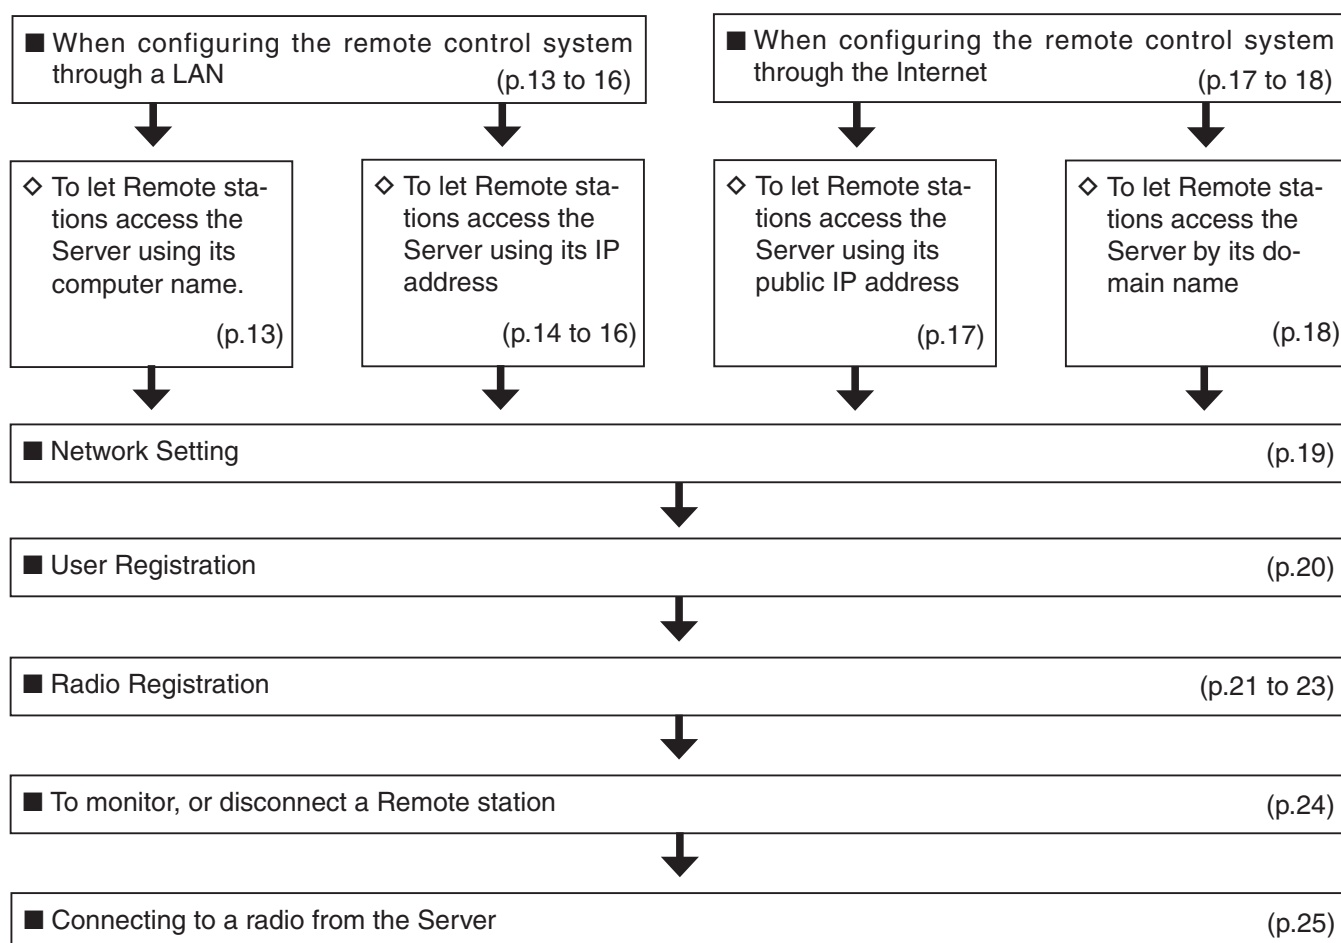 ■ When configuring the remote control system
through a LAN
(p.13 to 16)
■ When configuring the remote control system
through the Internet
(p.17 to 18)
◇ To let Remote sta-
tions access the
Server using its
computer name.
(p.13)
◇ To let Remote sta-
tions access the
Server using its IP
address
(p.14 to 16)
◇ To let Remote sta-
tions access the
Server using its
public IP address
(p.17)
◇ To let Remote sta-
tions access the
Server by its do-
main name
(p.18)
■ Network Setting (p.19)
■ User Registration (p.20)
■ Radio Registration (p.21 to 23)
■ To monitor, or disconnect a Remote station (p.24)
■ Connecting to a radio from the Server (p.25)